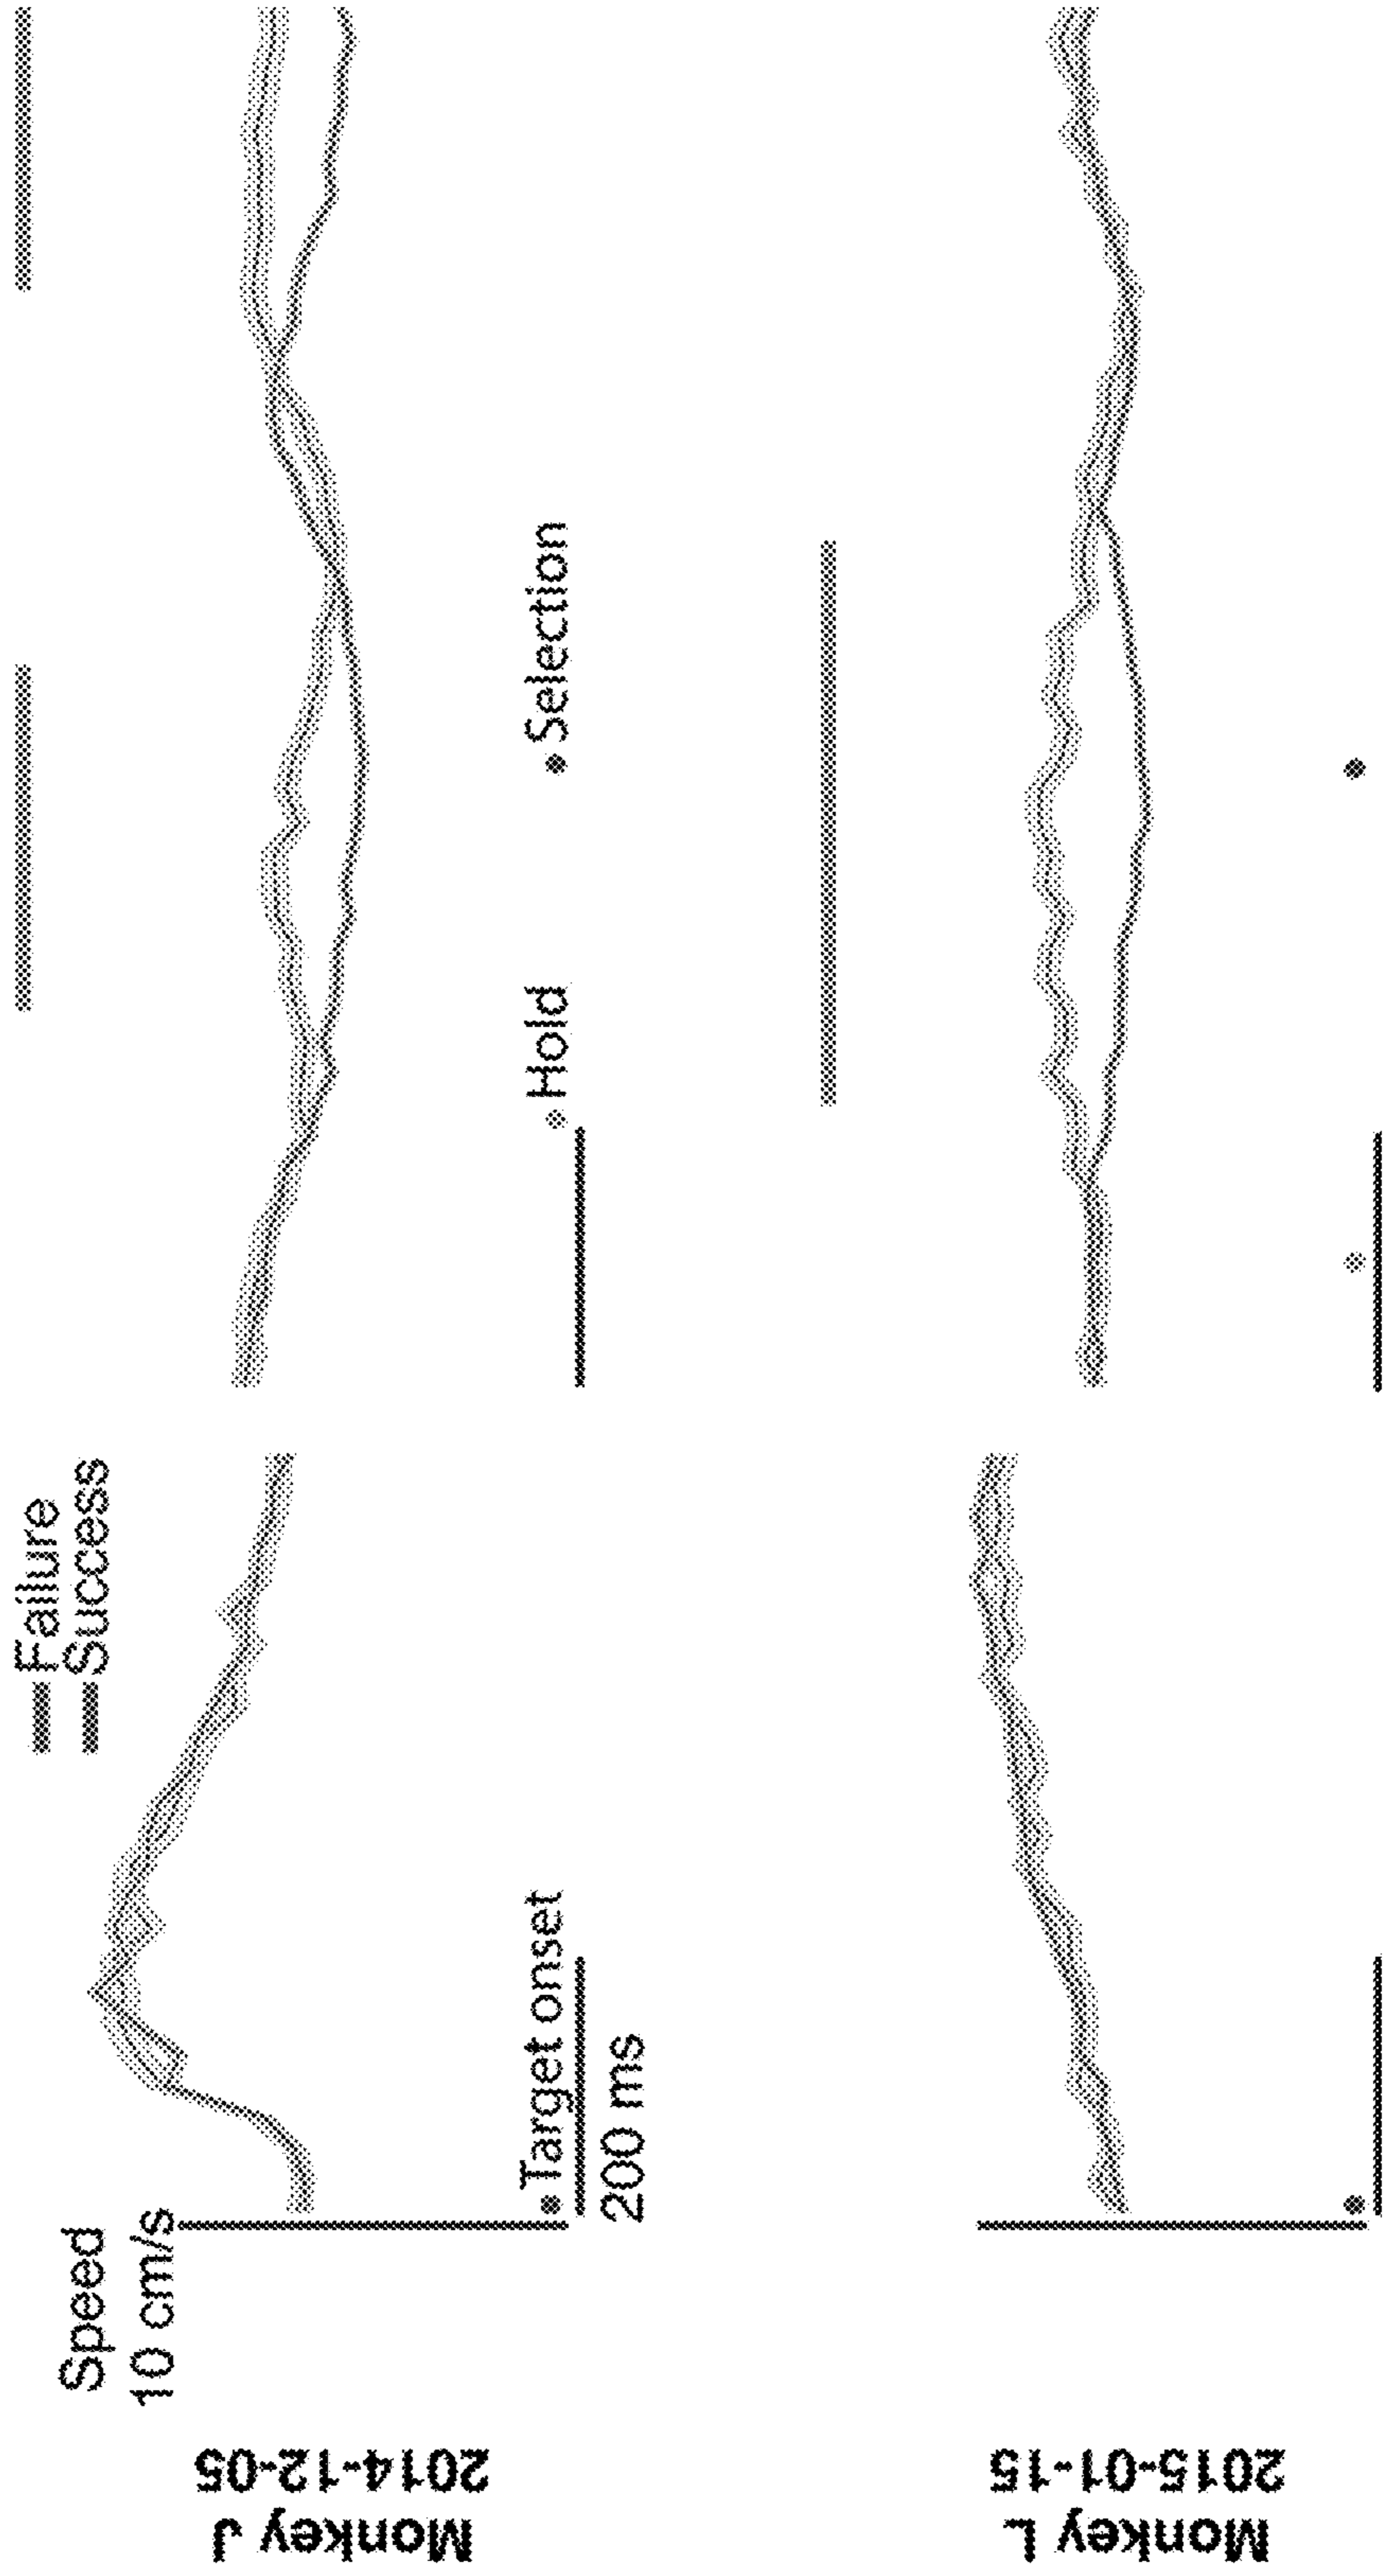 Monkey J
2014-12-05
Speed
10 cm/s
Failure
Success
Target onset
200 ms
Hold
Selection
Monkey L
2015-01-15